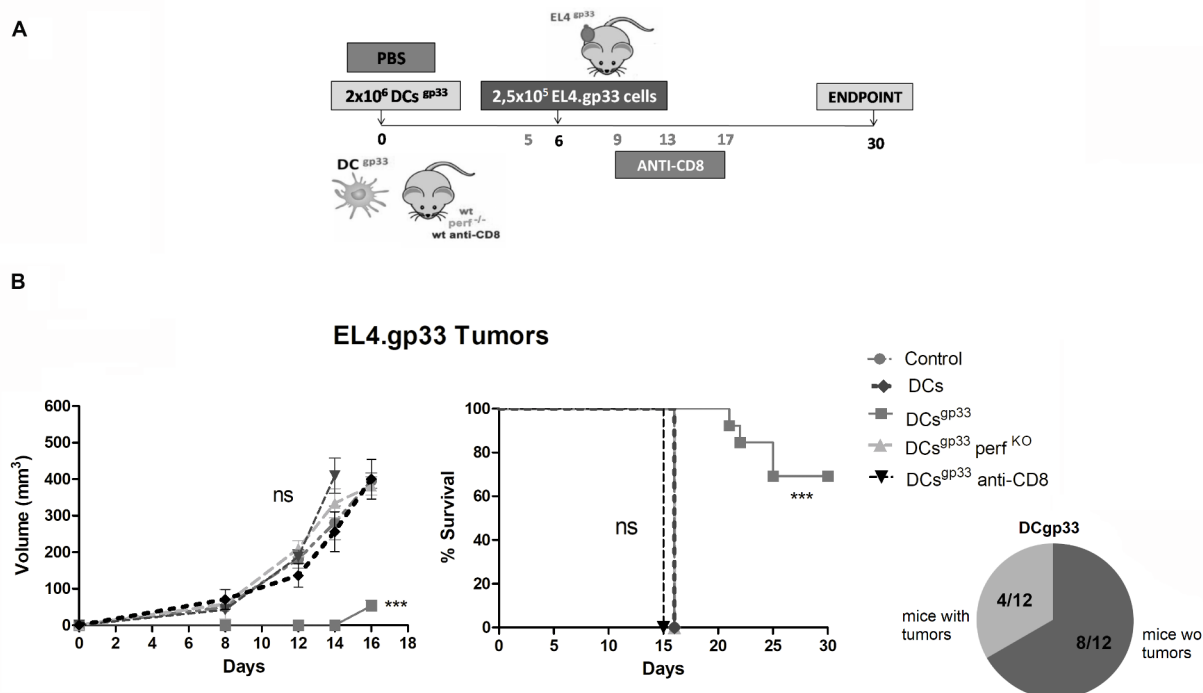 A
EL4 gp33
PBS
2x10⁶ DCs gp33
2,5x10⁵ EL4.gp33 cells
ENDPOINT
0
5
6
9
13
17
30
ANTI-CD8
DC gp33
wt
perf -/-
wt anti-CD8
B
EL4.gp33 Tumors
Volume (mm³)
600
500
400
300
200
100
0
ns
***
0 2 4 6 8 10 12 14 16 18
Days
% Survival
100
80
60
40
20
0
ns
***
0 5 10 15 20 25 30
Days
Control
DCs
DCs gp33
DCs gp33 perf KO
DCs gp33 anti-CD8
DCgp33
4/12
8/12
mice with
tumors
mice wo
tumors